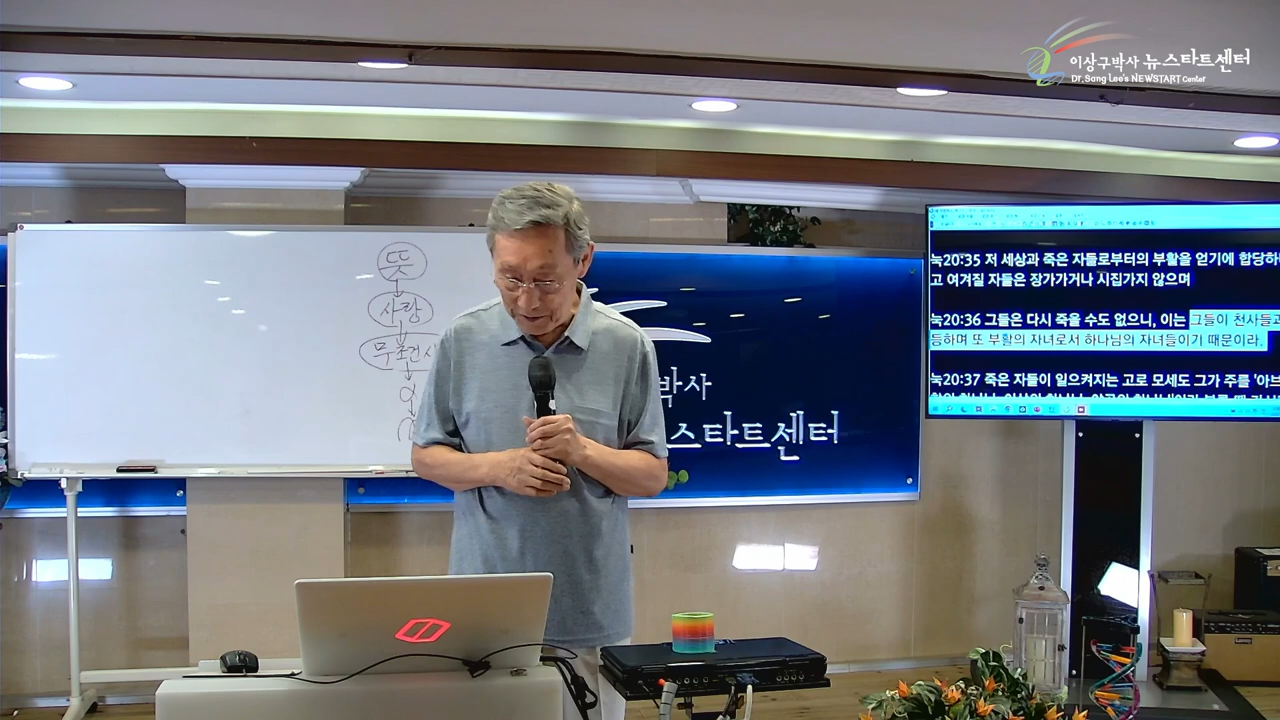 이상구박사 뉴스타트센터
Dr. Sang Lee's NEWSTART Center
뜻
사랑
무조건
박사
스타트센터
눅20:35 저 세상과 죽은 자들로부터의 부활을 얻기에 합당하
고 여겨질 자들은 장가가거나 시집가지 않으며
눅20:36 그들은 다시 죽을 수도 없으니, 이는 그들이 천사들과
등하며 또 부활의 자녀로서 하나님의 자녀들이기 때문이라.
눅20:37 죽은 자들이 일으켜지는 고로 모세도 그가 주를 '아브